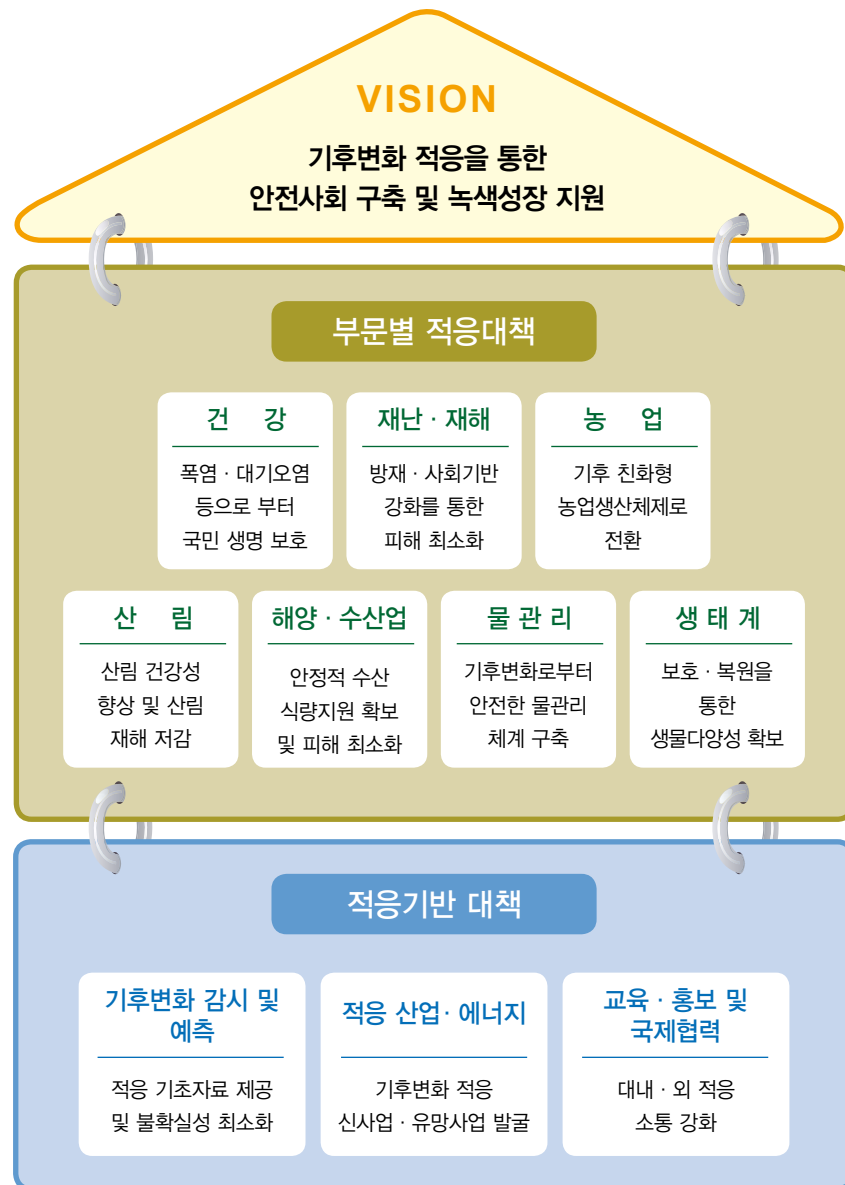 VISION
기후변화 적응을 통한
안전사회 구축 및 녹색성장 지원
부문별 적응대책
건 강
폭염 · 대기오염
등으로 부터
국민 생명 보호
재난 · 재해
방재 · 사회기반
강화를 통한
피해 최소화
농 업
기후 친화형
농업생산체제로
전환
산 림
산림 건강성
향상 및 산림
재해 저감
해양 · 수산업
안정적 수산
식량지원 확보
및 피해 최소화
물 관 리
기후변화로부터
안전한 물관리
체계 구축
생 태 계
보호 · 복원을
통한
생물다양성 확보
적응기반 대책
기후변화 감시 및
예측
적응 기초자료 제공
및 불확실성 최소화
적응 산업· 에너지
기후변화 적응
신사업 · 유망사업 발굴
교육 · 홍보 및
국제협력
대내 · 외 적응
소통 강화